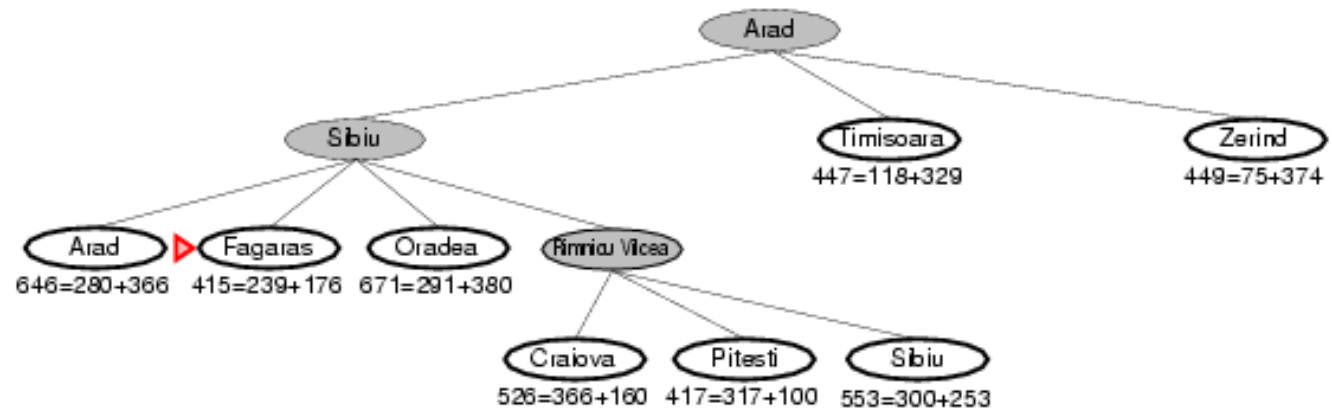 Arad
Sibiu
Timisoara
Zerind
447=118+329
449=75+374
Arad
Fagaras
Oradea
Rimnicu Vilcea
646=280+366
415=239+176
671=291+380
Craiova
Pitesti
Sibiu
526=366+160
417=317+100
553=300+253